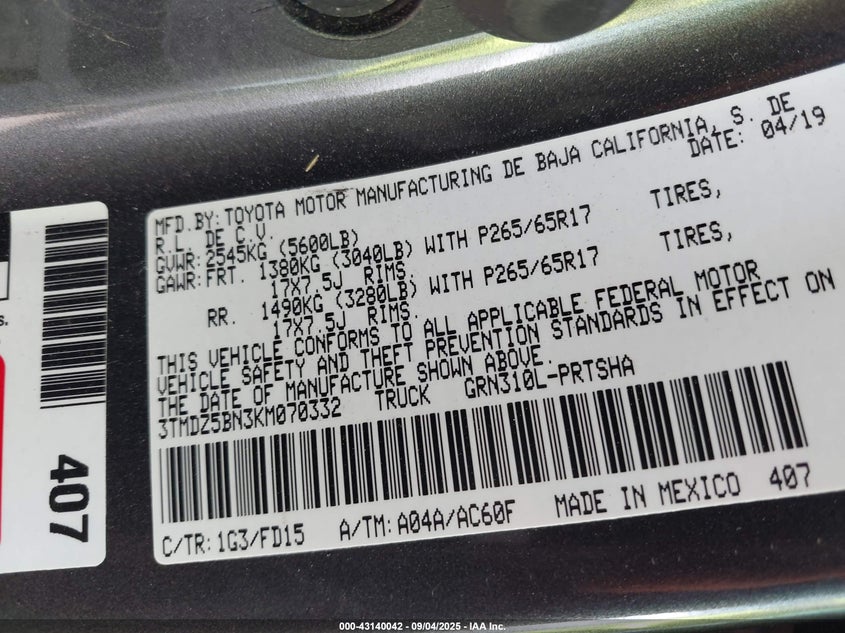 MFD.BY: TOYOTA MOTOR MANUFACTURING DE BAJA CALIFORNIA, S. DE
R.L. DE C.V. DATE: 04/19
GVWR: 2545KG (5600LB)
GAWR: FRT. 1380KG (3040LB) WITH P265/65R17 TIRES,
17X7.5J RIMS.
RR. 1490KG (3280LB) WITH P265/65R17 TIRES,
17X7.5J RIMS.
THIS VEHICLE CONFORMS TO ALL APPLICABLE FEDERAL MOTOR
VEHICLE SAFETY AND THEFT PREVENTION STANDARDS IN EFFECT ON
THE DATE OF MANUFACTURE SHOWN ABOVE.
3TMDZ5BN3KM070332 TRUCK GRN310L-PRTSHA
C/TR: 1G3/FD15 A/TM: A04A/AC60F MADE IN MEXICO 407
407
s.
000-43140042 - 09/04/2025 - IAA Inc.